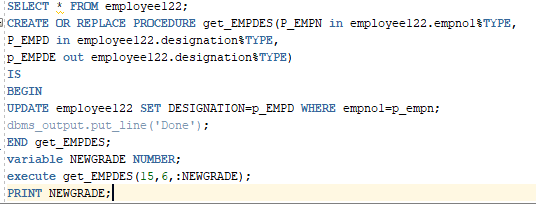 SELECT * FROM employee122;
CREATE OR REPLACE PROCEDURE get_EMPDES(P_EMPN in employee122.empno1%TYPE,
P_EMPD in employee122.designation%TYPE,
p_EMPDE out employee122.designation%TYPE)
IS
BEGIN
UPDATE employee122 SET DESIGNATION=p_EMPD WHERE empno1=p_empn;
dbms_output.put_line('Done');
END get_EMPDES;
variable NEWGRADE NUMBER;
execute get_EMPDES(15,6,:NEWGRADE);
PRINT NEWGRADE;